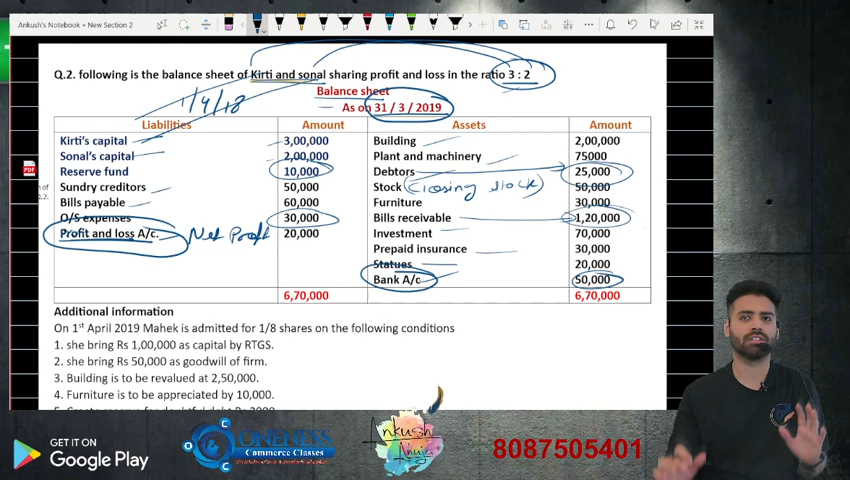 Ankush's Notebook » New Section 2
Q.2. following is the balance sheet of Kirti and sonal sharing profit and loss in the ratio 3 : 2
Balance sheet
As on 31 / 3 / 2019
1/4/18
Liabilities Amount Assets Amount
Kirti's capital 3,00,000 Building 2,00,000
Sonal's capital 2,00,000 Plant and machinery 75000
Reserve fund 10,000 Debtors 25,000
Sundry creditors 50,000 Stock (Closing stock) 50,000
Bills payable 60,000 Furniture 30,000
O/S expenses 30,000 Bills receivable 1,20,000
Profit and loss A/c. Net Profit 20,000 Investment 70,000
Prepaid insurance 30,000
Statues 20,000
Bank A/c 50,000
6,70,000 6,70,000
Additional information
On 1st April 2019 Mahek is admitted for 1/8 shares on the following conditions
1. she bring Rs 1,00,000 as capital by RTGS.
2. she bring Rs 50,000 as goodwill of firm.
3. Building is to be revalued at 2,50,000.
4. Furniture is to be appreciated by 10,000.
GET IT ON
Google Play
ONENESS
Commerce Classes
Ankush
8087505401